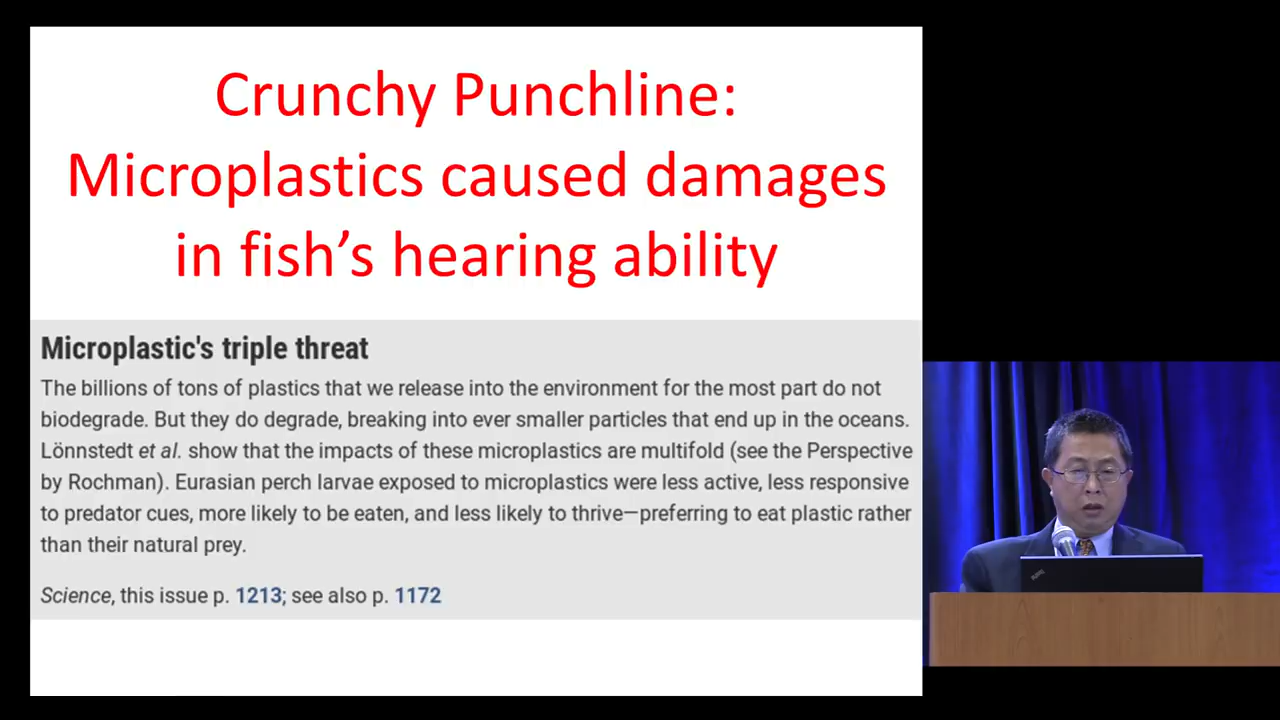 Crunchy Punchline:
Microplastics caused damages
in fish’s hearing ability
Microplastic's triple threat
The billions of tons of plastics that we release into the environment for the most part do not
biodegrade. But they do degrade, breaking into ever smaller particles that end up in the oceans.
Lönnstedt et al. show that the impacts of these microplastics are multifold (see the Perspective
by Rochman). Eurasian perch larvae exposed to microplastics were less active, less responsive
to predator cues, more likely to be eaten, and less likely to thrive—preferring to eat plastic rather
than their natural prey.
Science, this issue p. 1213; see also p. 1172